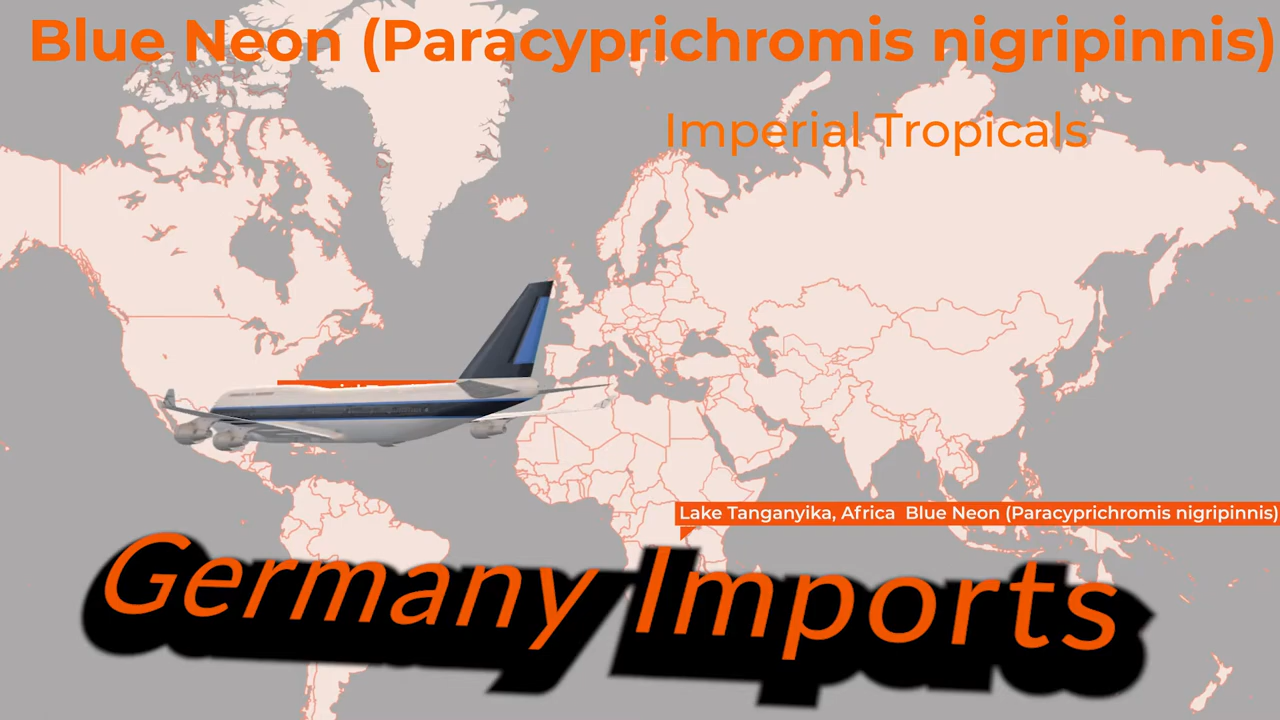 Blue Neon (Paracyprichromis nigripinnis)
Imperial Tropicals
Lake Tanganyika, Africa Blue Neon (Paracyprichromis nigripinnis)
Germany Imports